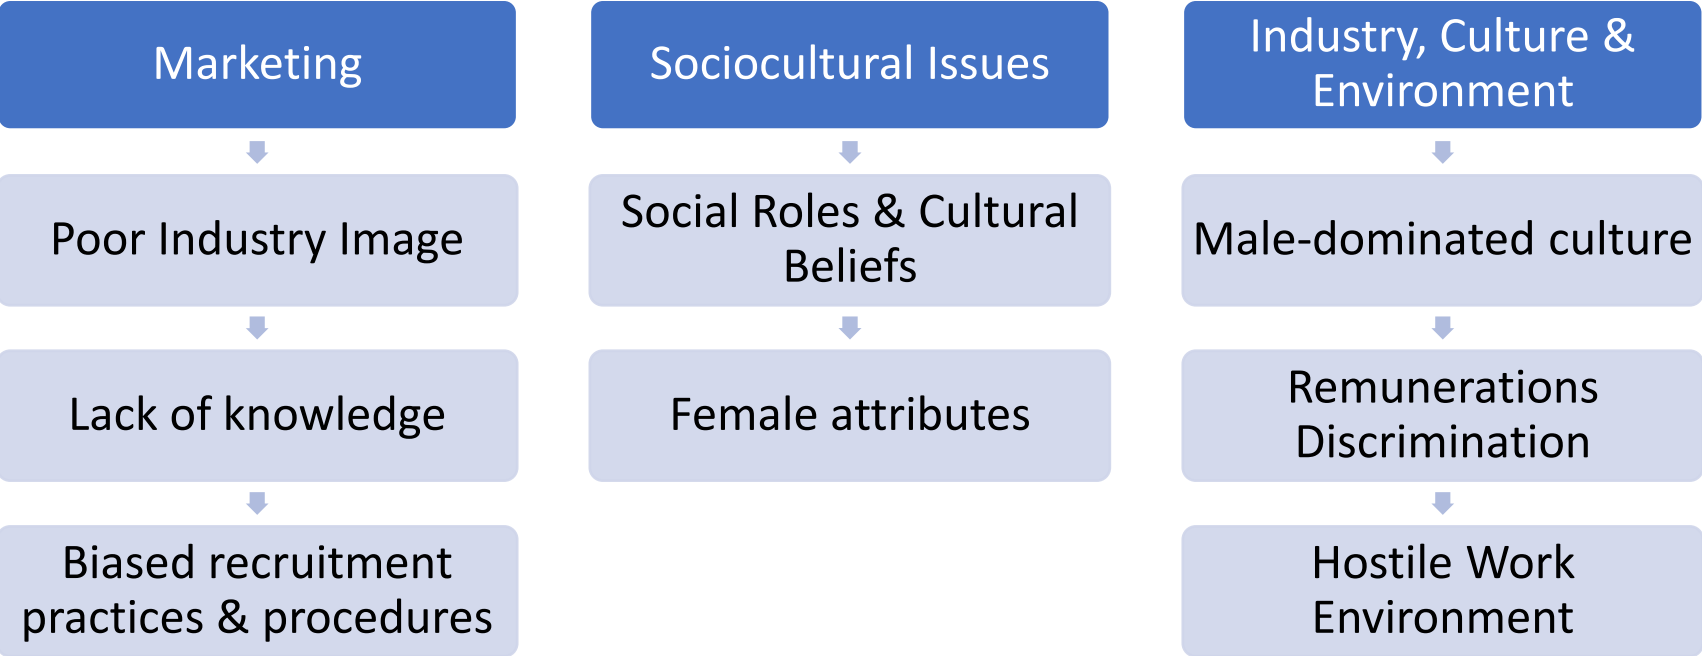 Marketing
Poor Industry Image
Lack of knowledge
Biased recruitment
practices & procedures
Sociocultural Issues
Social Roles & Cultural
Beliefs
Female attributes
Industry, Culture &
Environment
Male-dominated culture
Remunerations
Discrimination
Hostile Work
Environment